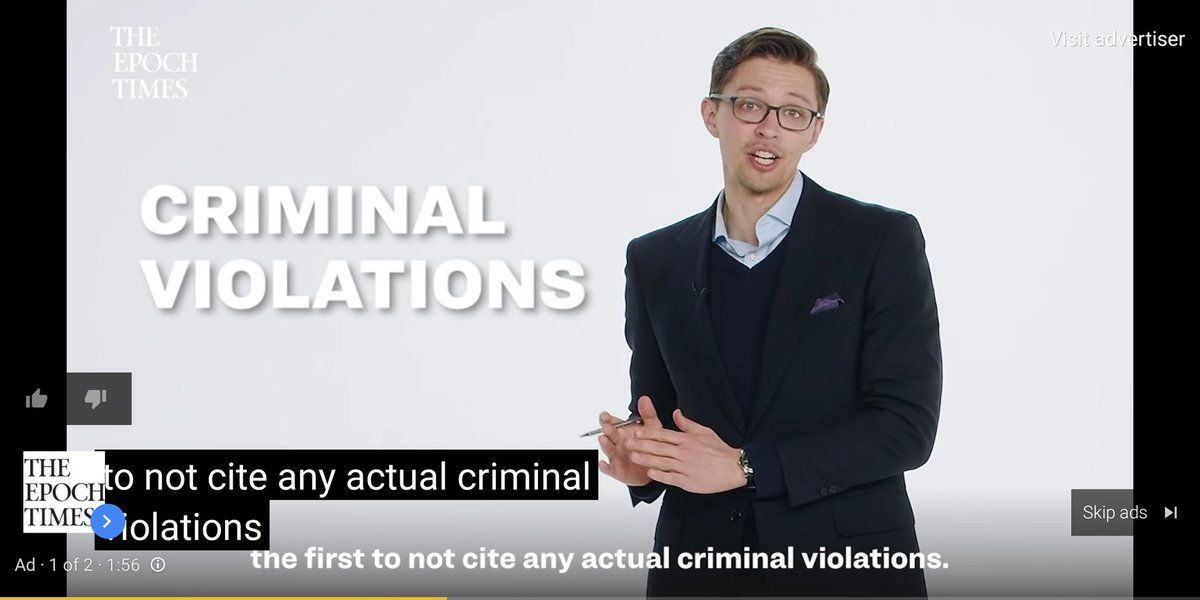 THE
EPOCH
TIMES
Visit advertiser
CRIMINAL
VIOLATIONS
THE
EPOCH
TIMES
to not cite any actual criminal
violations
Skip ads
the first to not cite any actual criminal violations.
Ad · 1 of 2 · 1:56